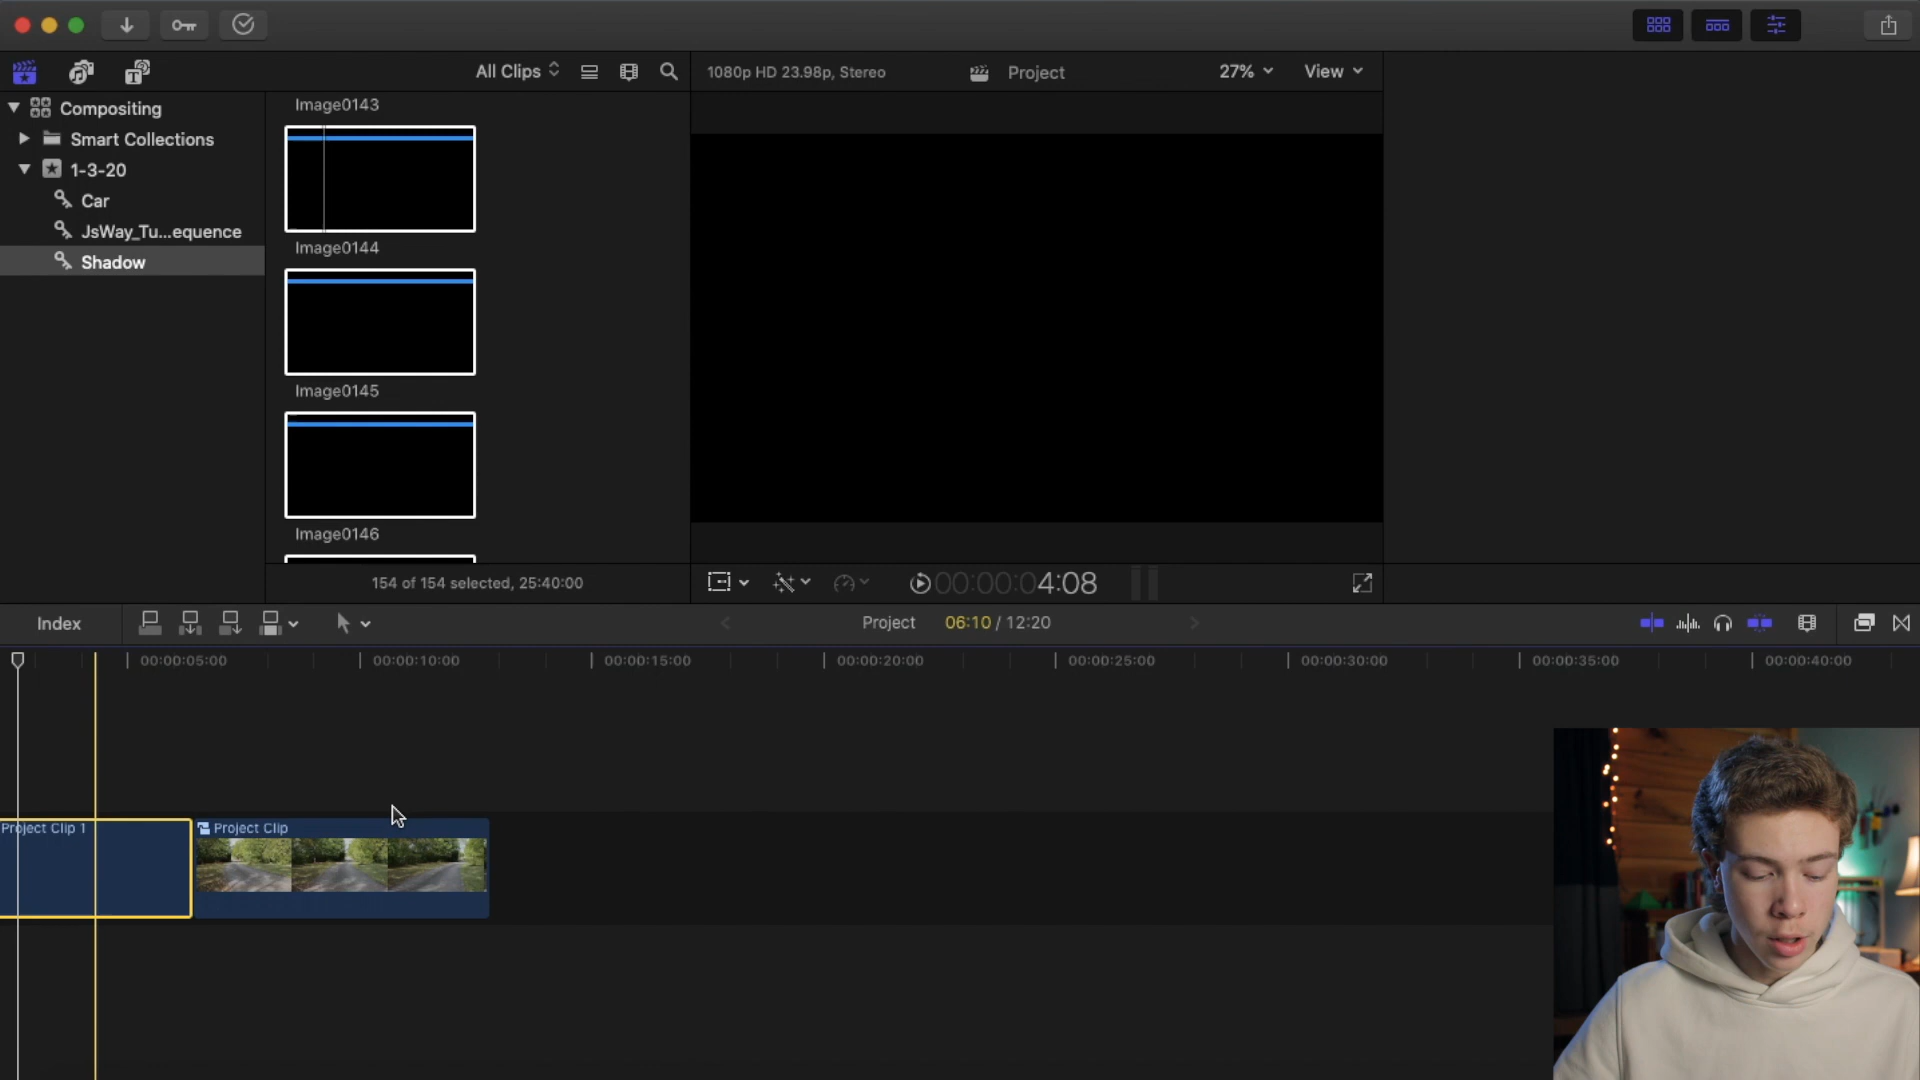 All Clips
1080p HD 23.98p, Stereo
Project
27%
View
Compositing
Smart Collections
1-3-20
Car
JsWay_Tu...equence
Shadow
Image0143
Image0144
Image0145
Image0146
154 of 154 selected, 25:40:00
00:00:04:08
Index
Project
06:10 / 12:20
00:00:05:00
00:00:10:00
00:00:15:00
00:00:20:00
00:00:25:00
00:00:30:00
00:00:35:00
00:00:40:00
Project Clip 1
Project Clip